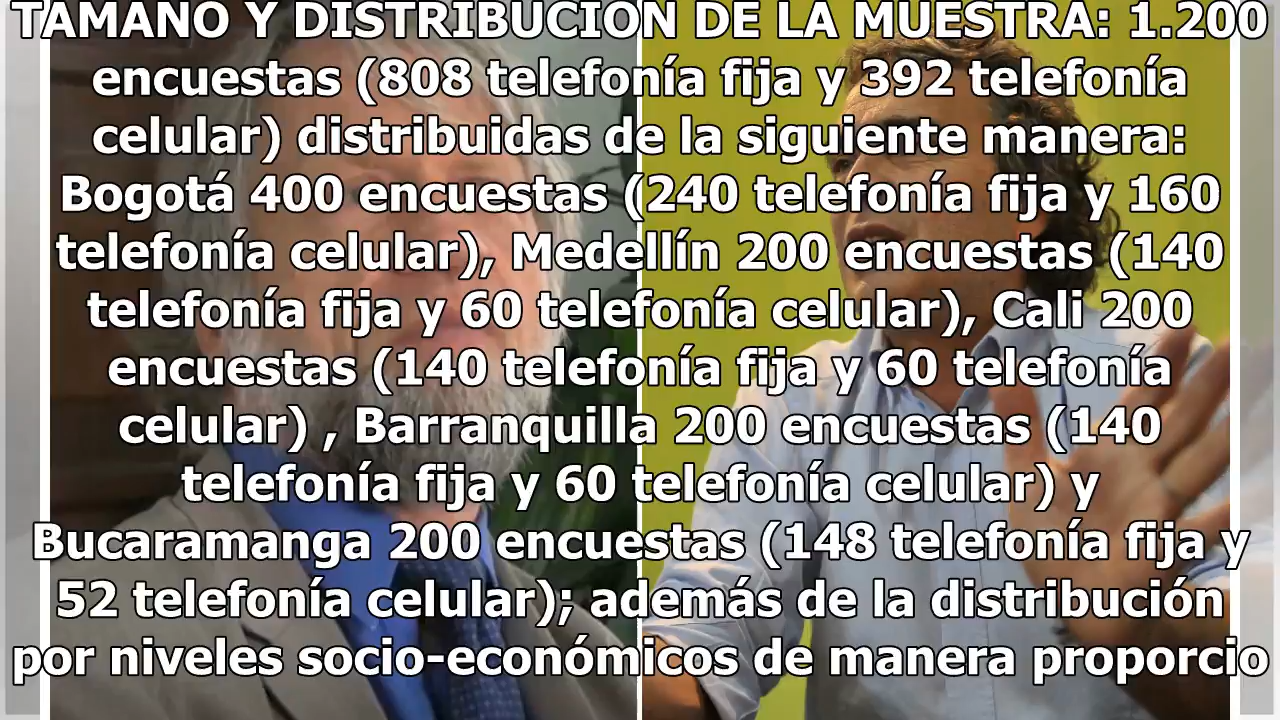 TAMAÑO Y DISTRIBUCIÓN DE LA MUESTRA: 1.200
encuestas (808 telefonía fija y 392 telefonía
celular) distribuidas de la siguiente manera:
Bogotá 400 encuestas (240 telefonía fija y 160
telefonía celular), Medellín 200 encuestas (140
telefonía fija y 60 telefonía celular), Cali 200
encuestas (140 telefonía fija y 60 telefonía
celular) , Barranquilla 200 encuestas (140
telefonía fija y 60 telefonía celular) y
Bucaramanga 200 encuestas (148 telefonía fija y
52 telefonía celular); además de la distribución
por niveles socio-económicos de manera proporcio